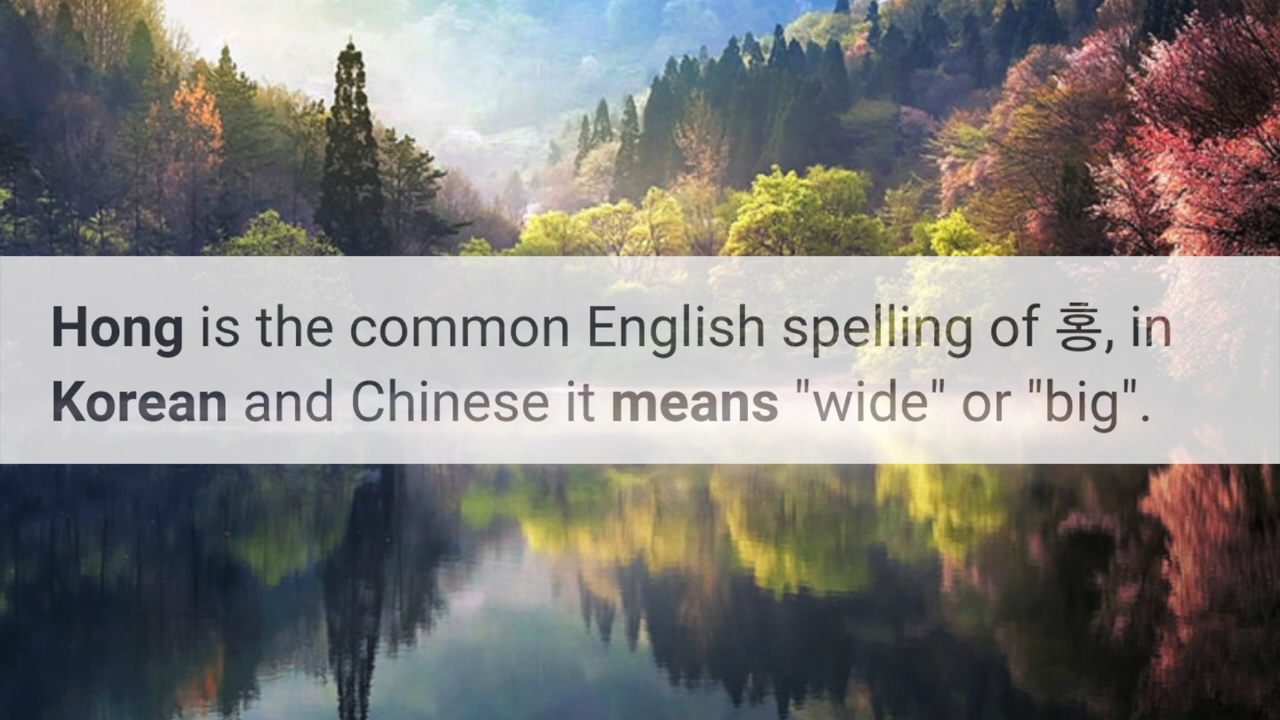 Hong is the common English spelling of 홍, in
Korean and Chinese it means "wide" or "big".